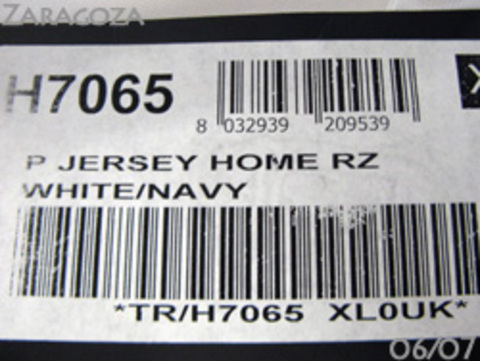 Zaragoza
H7065
X
8 032939 209539
P JERSEY HOME RZ
WHITE/NAVY
*TR/H7065 XL0UK*
06/07